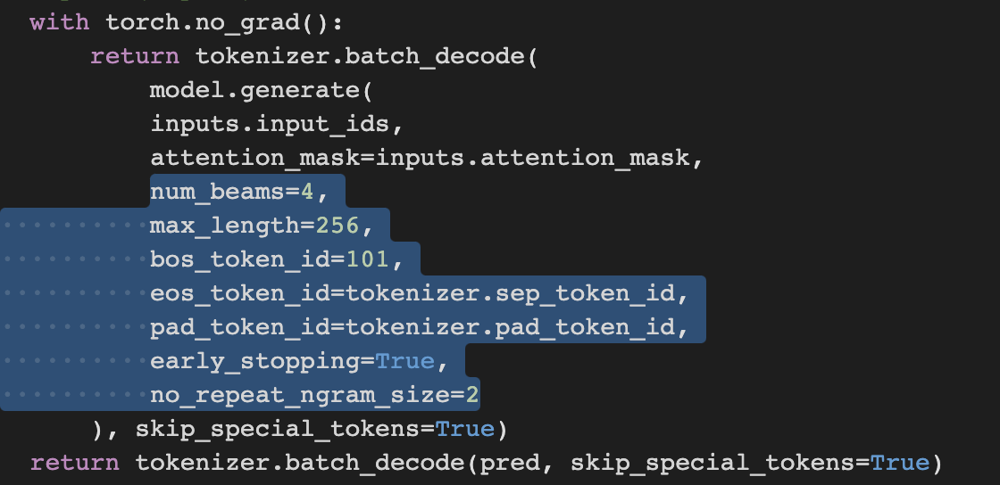 with torch.no_grad():
return tokenizer.batch_decode(
model.generate(
inputs.input_ids,
attention_mask=inputs.attention_mask,
num_beams=4,
max_length=256,
bos_token_id=101,
eos_token_id=tokenizer.sep_token_id,
pad_token_id=tokenizer.pad_token_id,
early_stopping=True,
no_repeat_ngram_size=2
), skip_special_tokens=True)
return tokenizer.batch_decode(pred, skip_special_tokens=True)